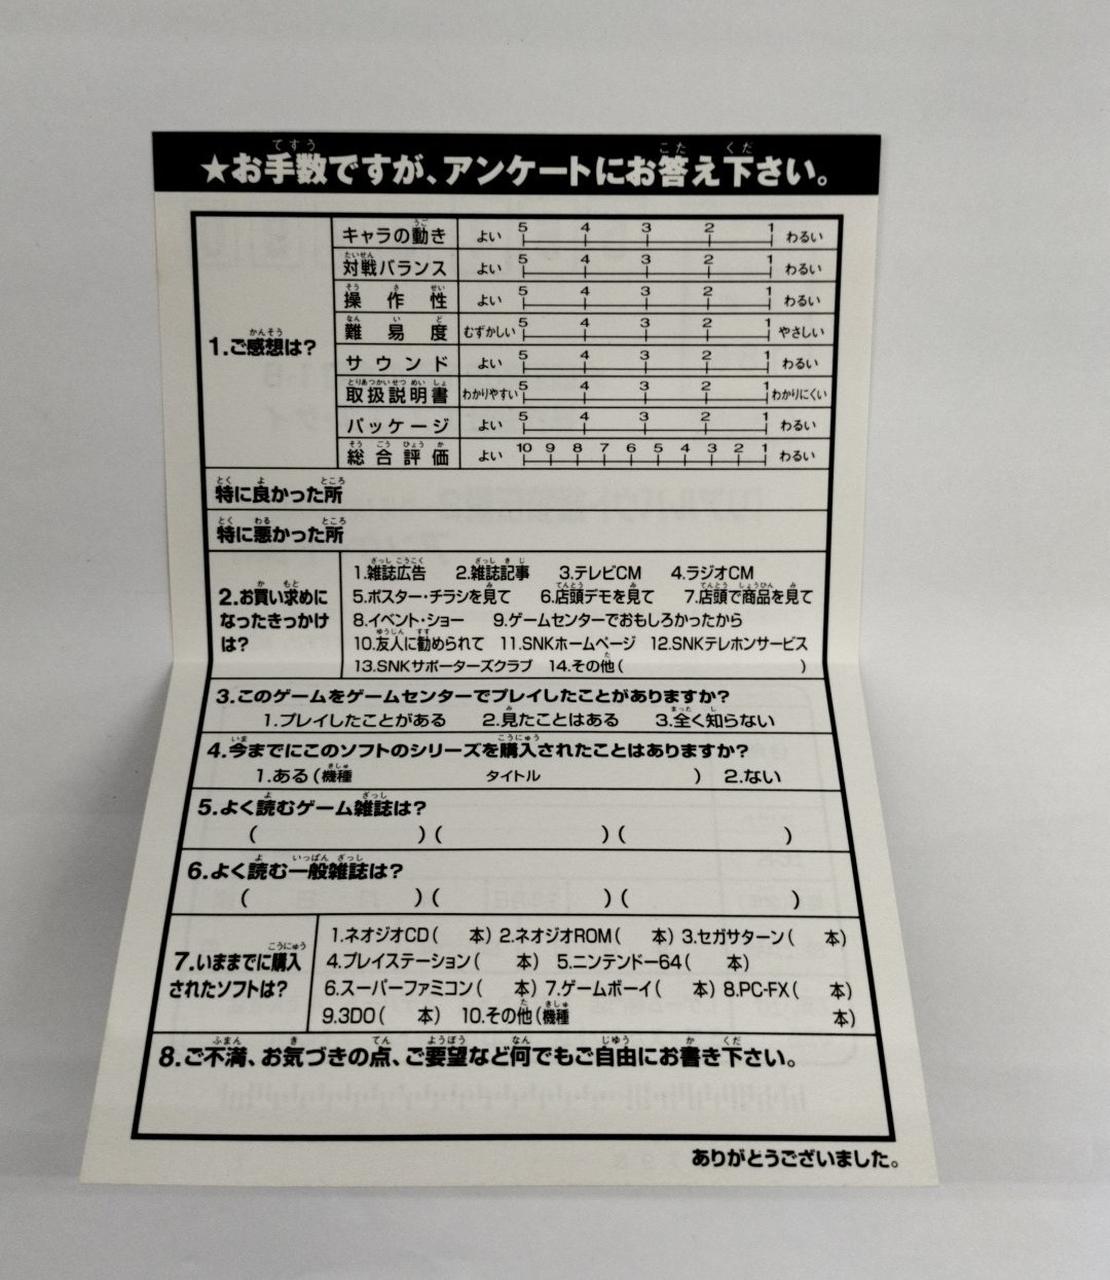 ★お手数ですが、アンケートにお答え下さい。
1.ご感想は?
キャラの動き よい 5 4 3 2 1 わるい
対戦バランス よい 5 4 3 2 1 わるい
操作性 よい 5 4 3 2 1 わるい
難易度 むずかしい 5 4 3 2 1 やさしい
サウンド よい 5 4 3 2 1 わるい
取扱説明書 わかりやすい 5 4 3 2 1 わかりにくい
パッケージ よい 5 4 3 2 1 わるい
総合評価 よい 10 9 8 7 6 5 4 3 2 1 わるい
特に良かった所
特に悪かった所
2.お買い求めに
なったきっかけ
は?
1.雑誌広告 2.雑誌記事 3.テレビCM 4.ラジオCM
5.ポスター・チラシを見て 6.店頭デモを見て 7.店頭で商品を見て
8.イベント・ショー 9.ゲームセンターでおもしろかったから
10.友人に勧められて 11.SNKホームページ 12.SNKテレホンサービス
13.SNKサポーターズクラブ 14.その他( )
3.このゲームをゲームセンターでプレイしたことがありますか?
1.プレイしたことがある 2.見たことはある 3.全く知らない
4.今までにこのソフトのシリーズを購入されたことはありますか?
1.ある(機種 タイトル ) 2.ない
5.よく読むゲーム雑誌は?
( )( )( )
6.よく読む一般雑誌は?
( )( )( )
7.いままでに購入
されたソフトは?
1.ネオジオCD( 本) 2.ネオジオROM( 本) 3.セガサターン( 本)
4.プレイステーション( 本) 5.ニンテンドー64( 本)
6.スーパーファミコン( 本) 7.ゲームボーイ( 本) 8.PC-FX( 本)
9.3DO( 本) 10.その他(機種 本)
8.ご不満、お気づきの点、ご要望など何でもご自由にお書き下さい。
ありがとうございました。